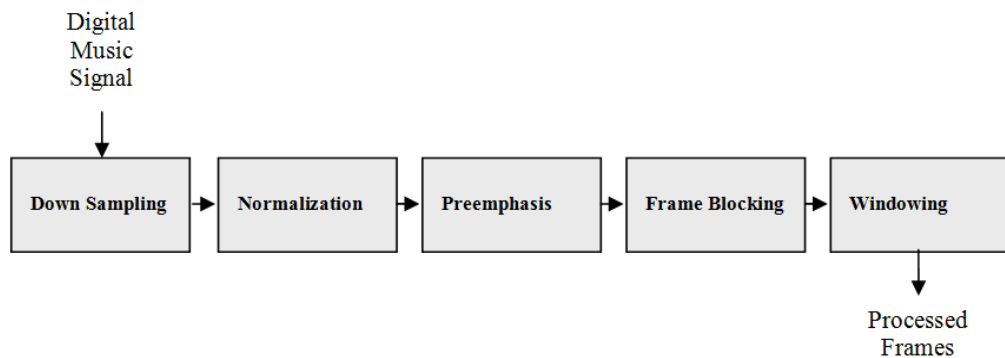 Digital
Music
Signal
Down Sampling
Normalization
Preemphasis
Frame Blocking
Windowing
Processed
Frames